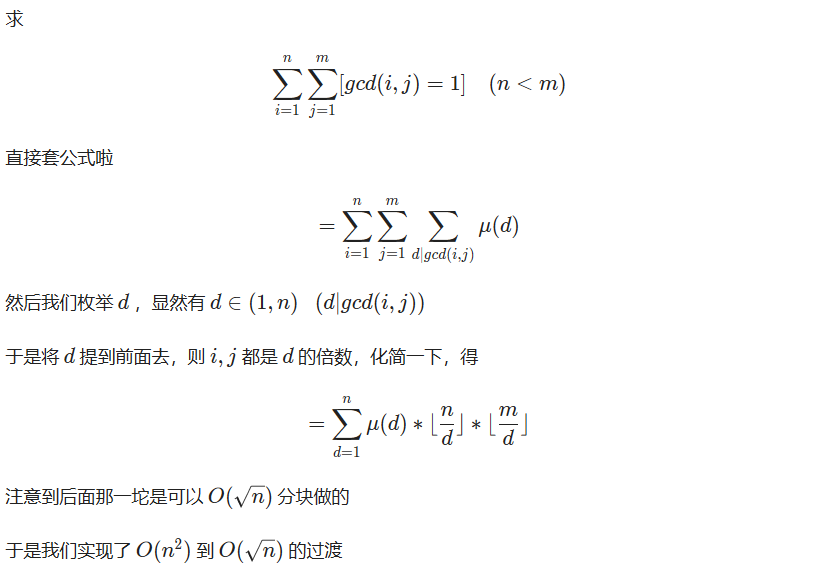 求
$$\sum_{i=1}^{n}\sum_{j=1}^{m}[gcd(i,j)=1] \quad (n<m)$$
直接套公式啦
$$=\sum_{i=1}^{n}\sum_{j=1}^{m}\sum_{d|gcd(i,j)}\mu(d)$$
然后我们枚举 $d$ ，显然有 $d\in(1,n)\quad(d|gcd(i,j))$
于是将 $d$ 提到前面去，则 $i,j$ 都是 $d$ 的倍数，化简一下，得
$$=\sum_{d=1}^{n}\mu(d)*\lfloor\frac{n}{d}\rfloor*\lfloor\frac{m}{d}\rfloor$$
注意到后面那一坨是可以 $O(\sqrt{n})$ 分块做的
于是我们实现了 $O(n^2)$ 到 $O(\sqrt{n})$ 的过渡